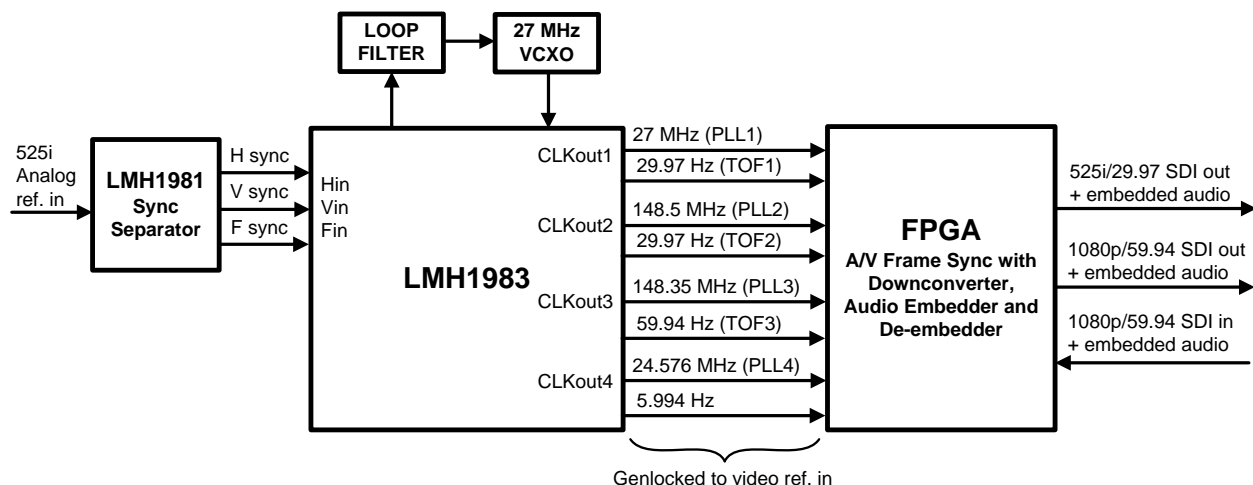 LOOP
FILTER
27 MHz
VCXO
525i
Analog
ref. in
LMH1981
Sync
Separator
H sync
V sync
F sync
Hin
Vin
Fin
LMH1983
CLKout1
CLKout2
CLKout3
CLKout4
27 MHz (PLL1)
29.97 Hz (TOF1)
148.5 MHz (PLL2)
29.97 Hz (TOF2)
148.35 MHz (PLL3)
59.94 Hz (TOF3)
24.576 MHz (PLL4)
5.994 Hz
FPGA
A/V Frame Sync with
Downconverter,
Audio Embedder and
De-embedder
525i/29.97 SDI out
+ embedded audio
1080p/59.94 SDI out
+ embedded audio
1080p/59.94 SDI in
+ embedded audio
Genlocked to video ref. in